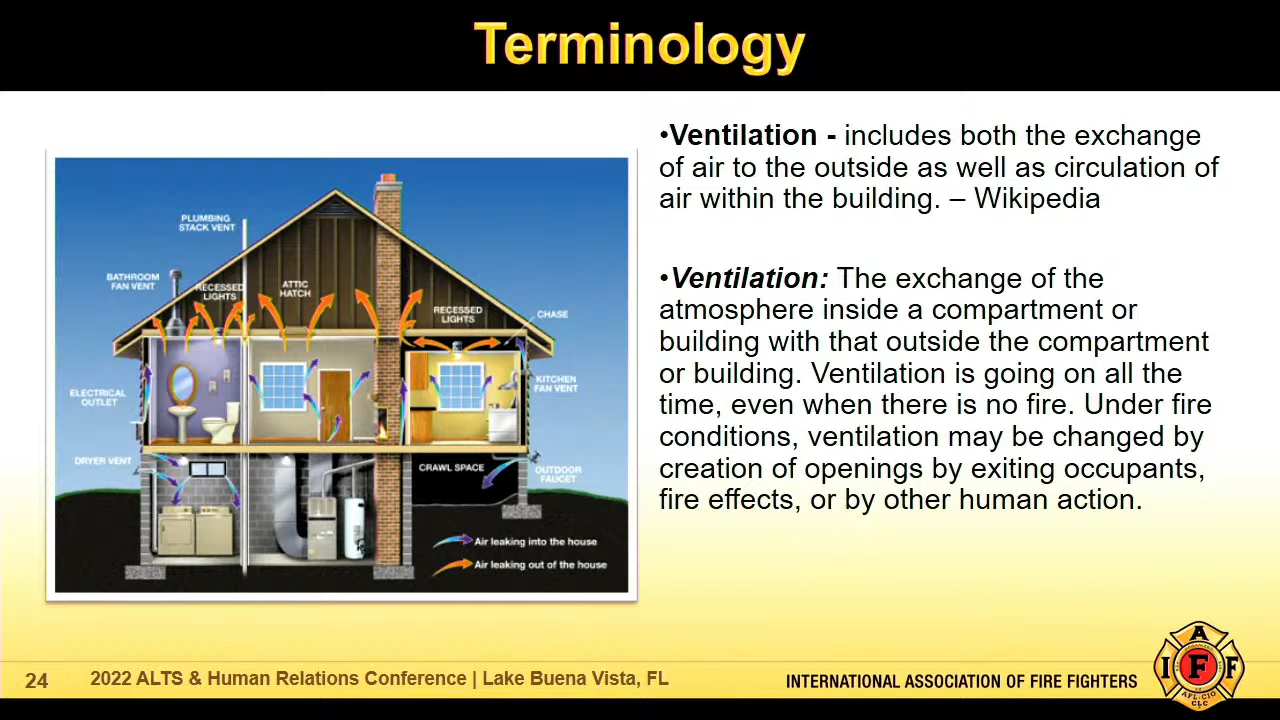 Terminology
•Ventilation - includes both the exchange
of air to the outside as well as circulation of
air within the building. – Wikipedia
•Ventilation: The exchange of the
atmosphere inside a compartment or
building with that outside the compartment
or building. Ventilation is going on all the
time, even when there is no fire. Under fire
conditions, ventilation may be changed by
creation of openings by exiting occupants,
fire effects, or by other human action.
PLUMBING
STACK VENT
BATHROOM
FAN VENT
RECESSED
LIGHTS
ATTIC
HATCH
RECESSED
LIGHTS
CHASE
ELECTRICAL
OUTLET
KITCHEN
FAN VENT
DRYER VENT
CRAWL SPACE
OUTDOOR
FAUCET
Air leaking into the house
Air leaking out of the house
24
2022 ALTS & Human Relations Conference | Lake Buena Vista, FL
INTERNATIONAL ASSOCIATION OF FIRE FIGHTERS
A
I F F
AFL-CIO
CLC